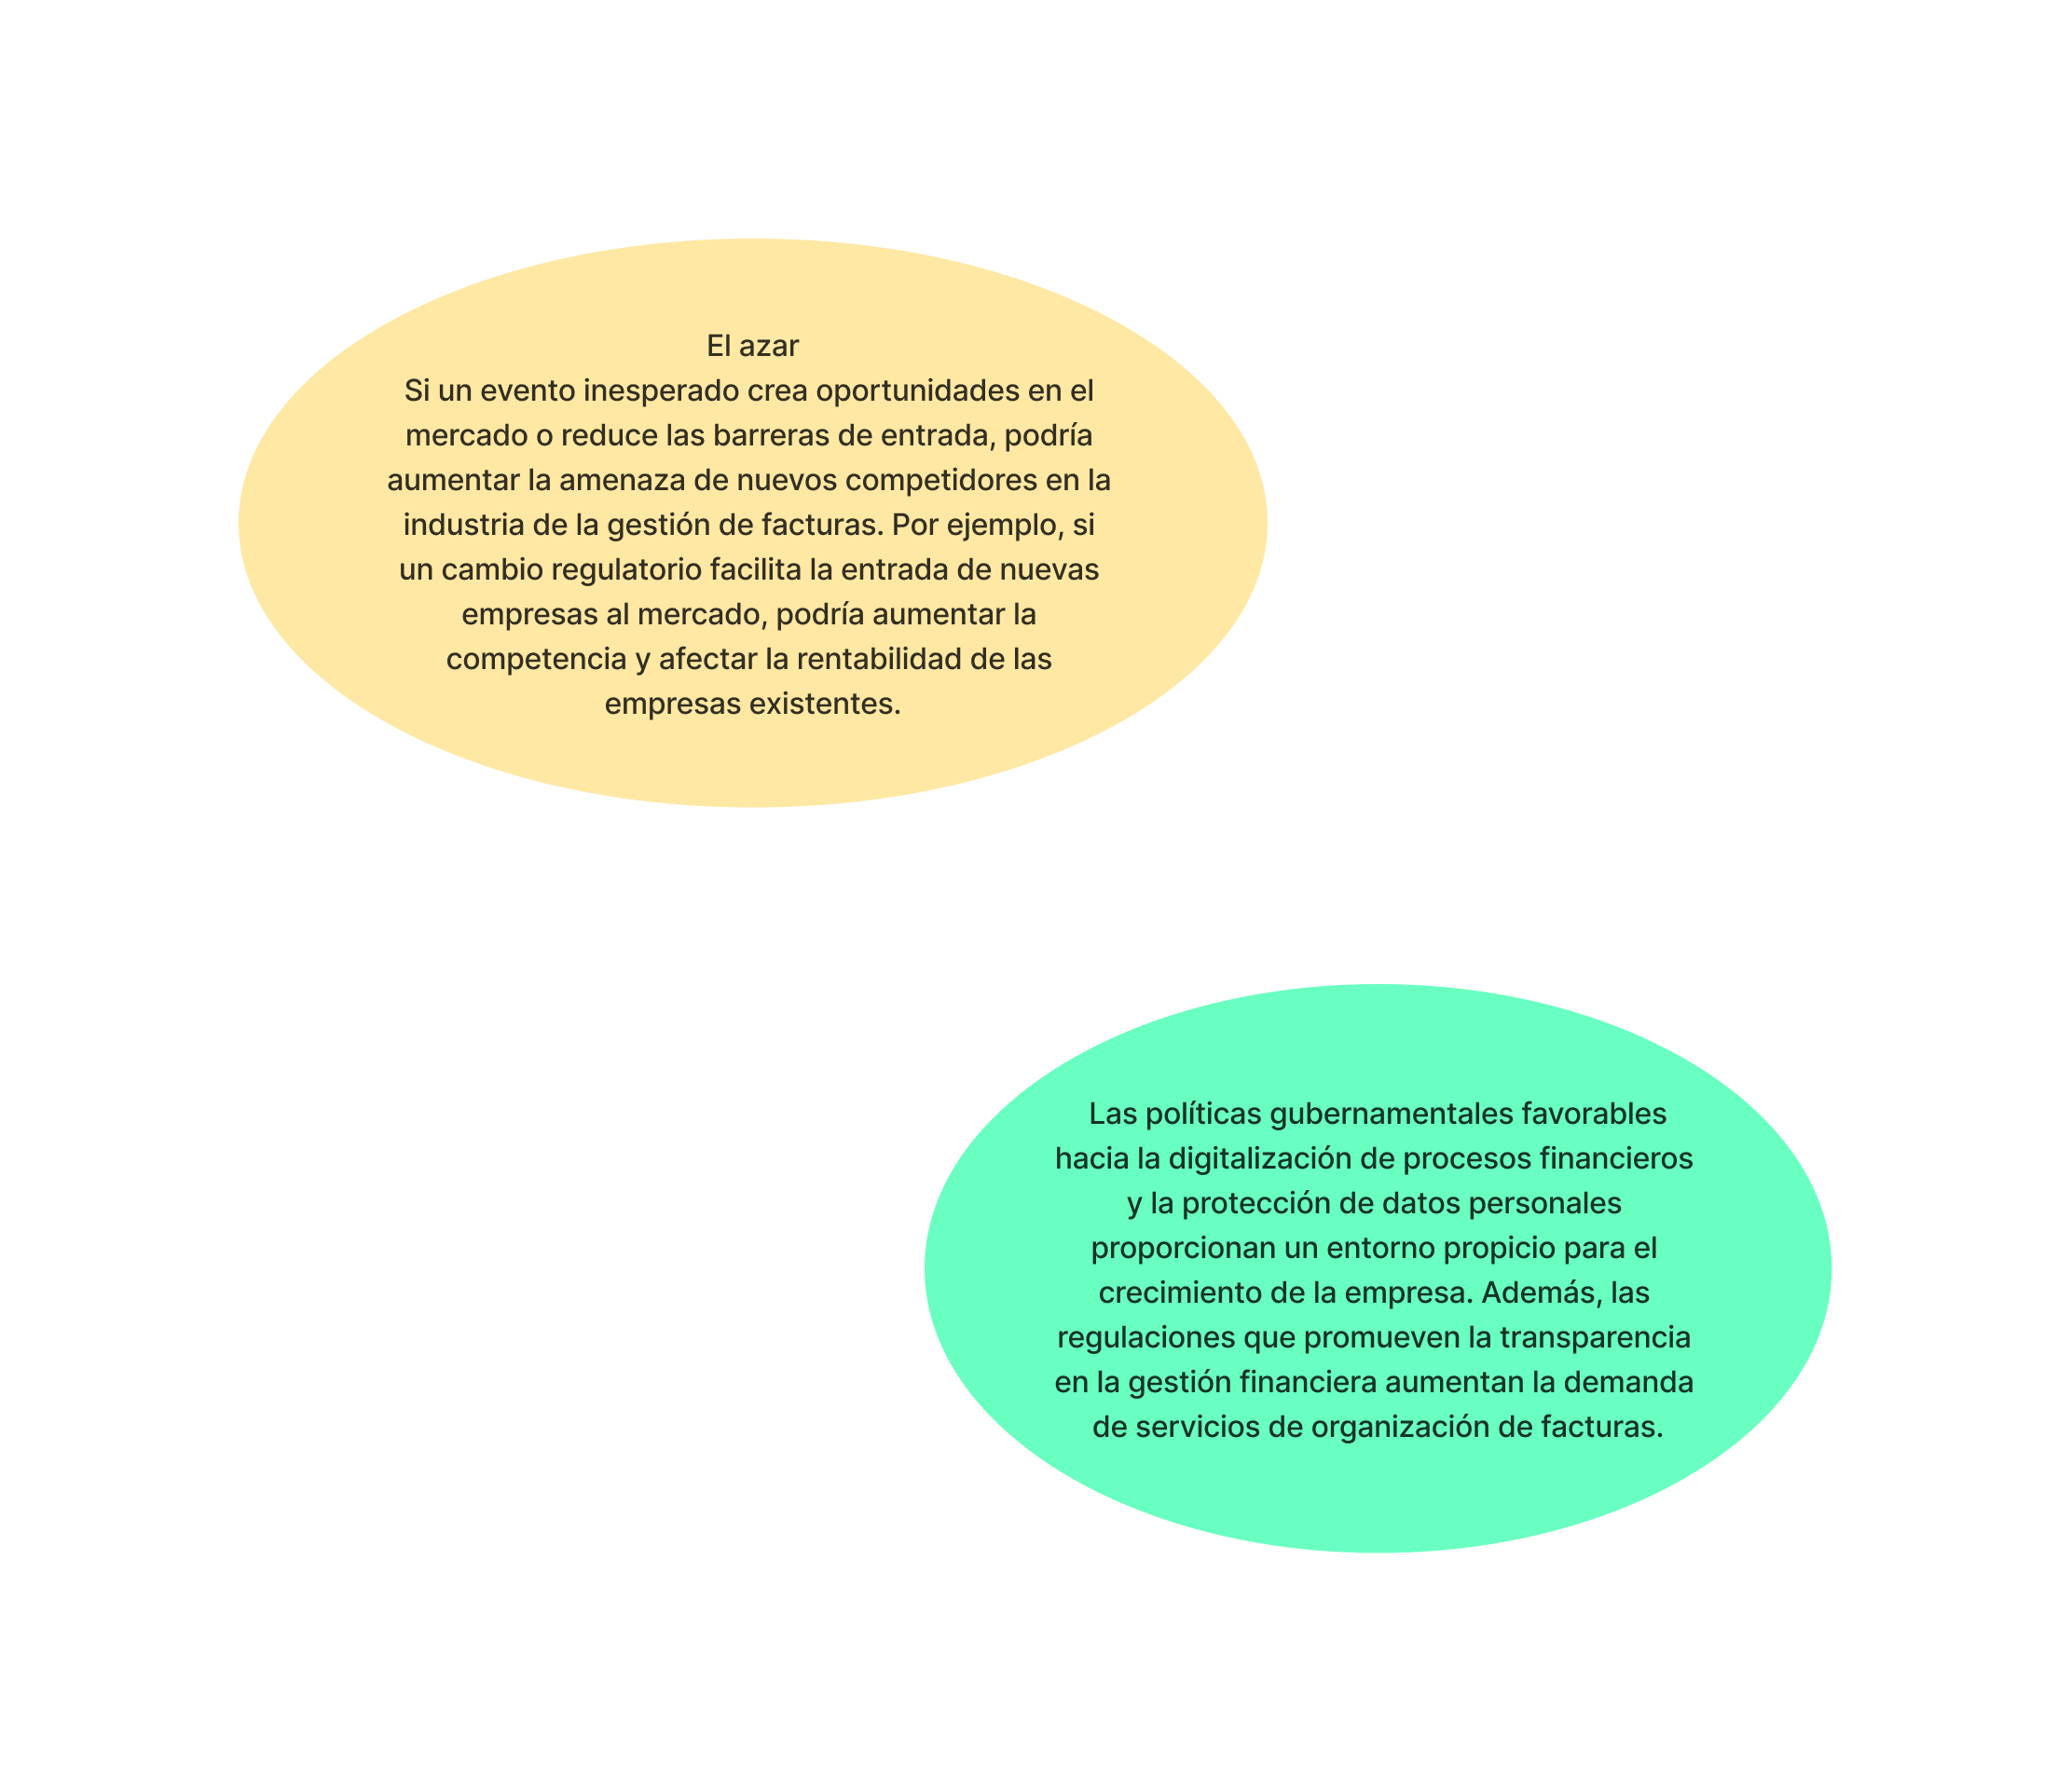 El azar
Si un evento inesperado crea oportunidades en el
mercado o reduce las barreras de entrada, podría
aumentar la amenaza de nuevos competidores en la
industria de la gestión de facturas. Por ejemplo, si
un cambio regulatorio facilita la entrada de nuevas
empresas al mercado, podría aumentar la
competencia y afectar la rentabilidad de las
empresas existentes.
Las políticas gubernamentales favorables
hacia la digitalización de procesos financieros
y la protección de datos personales
proporcionan un entorno propicio para el
crecimiento de la empresa. Además, las
regulaciones que promueven la transparencia
en la gestión financiera aumentan la demanda
de servicios de organización de facturas.